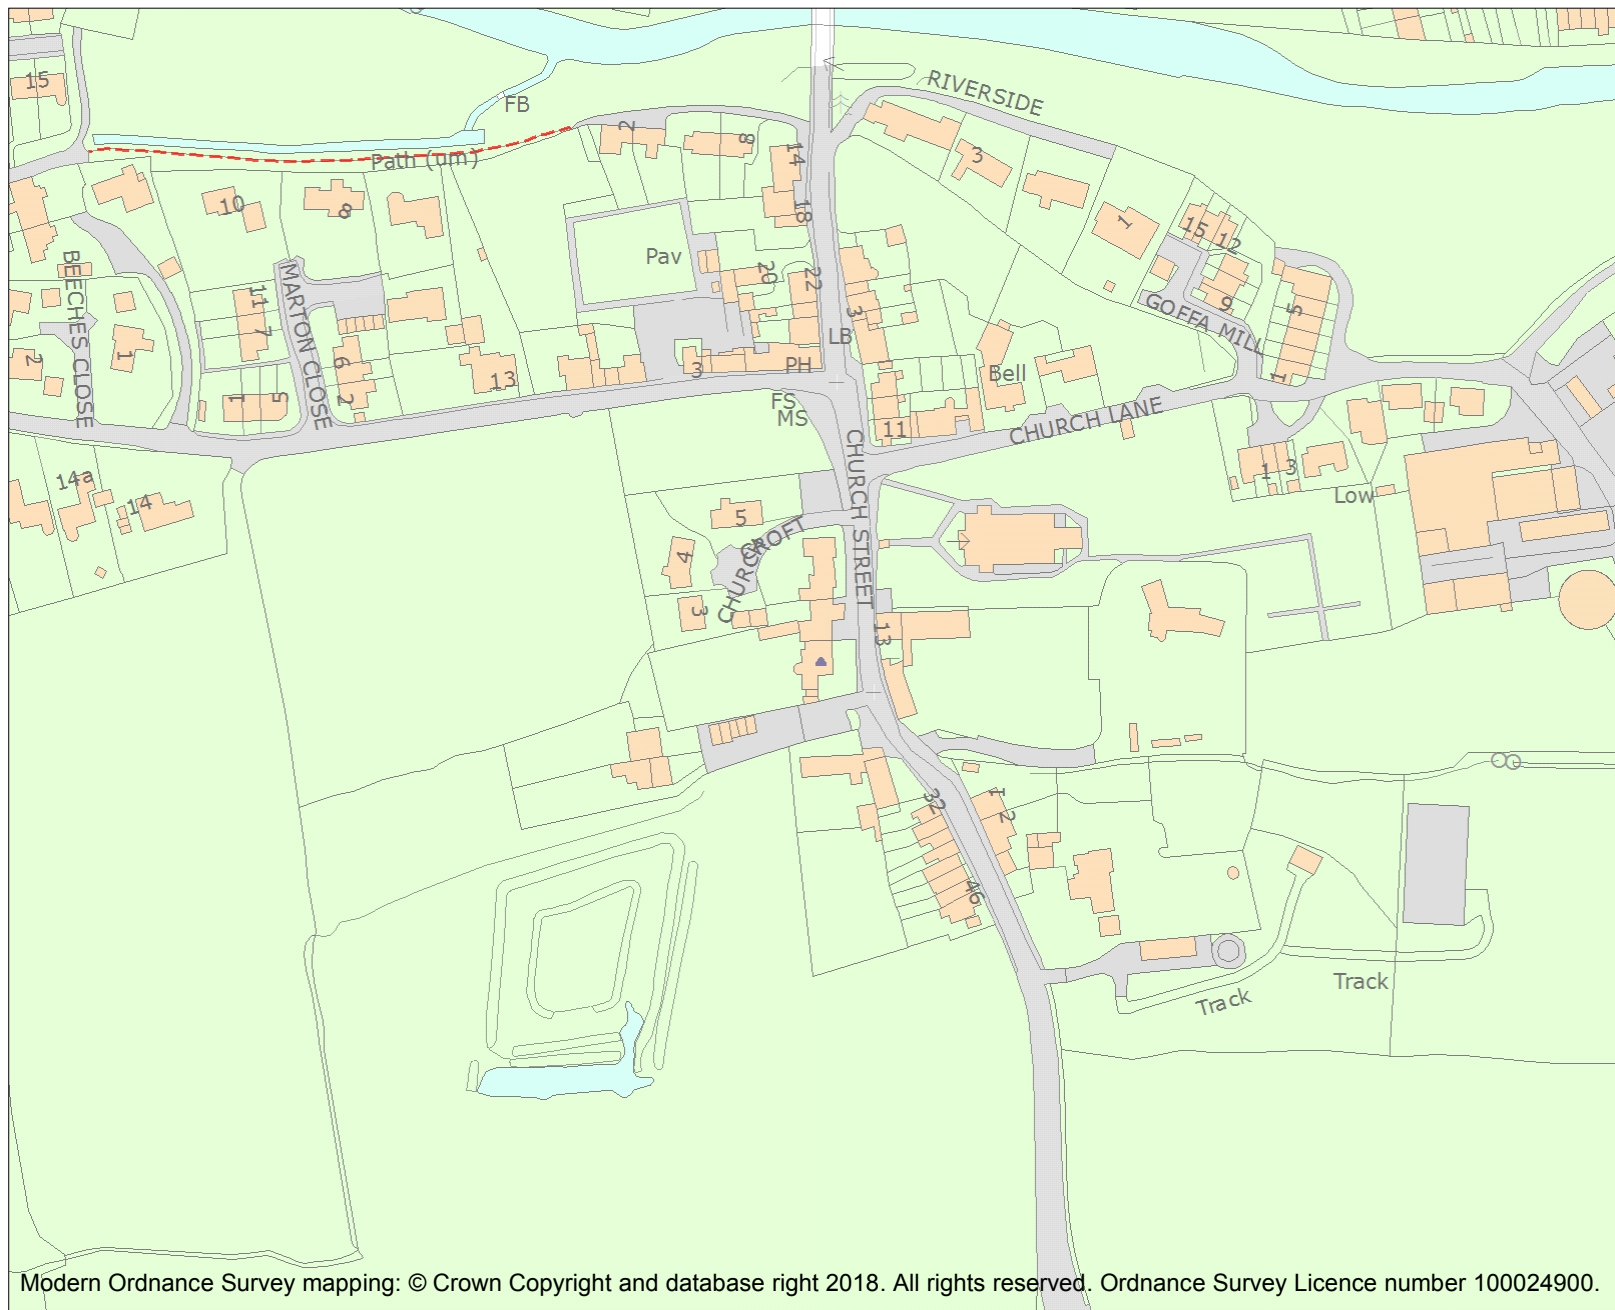 15
FB
RIVERSIDE
Path (um)
2
8
14
3
10
8
18
1
15
12
Pav
20
22
BEECHES CLOSE
MARTON CLOSE
11
7
3
9
5
GOFFA MILL
LB
2
1
6
13
3
PH
Bell
1
1
5
2
FS
MS
11
CHURCH LANE
CHURCH STREET
14a
14
1
3
Low
5
CHURCH CROFT
4
3
13
32
1
2
46
Track
Track
Modern Ordnance Survey mapping: © Crown Copyright and database right 2018. All rights reserved. Ordnance Survey Licence number 100024900.